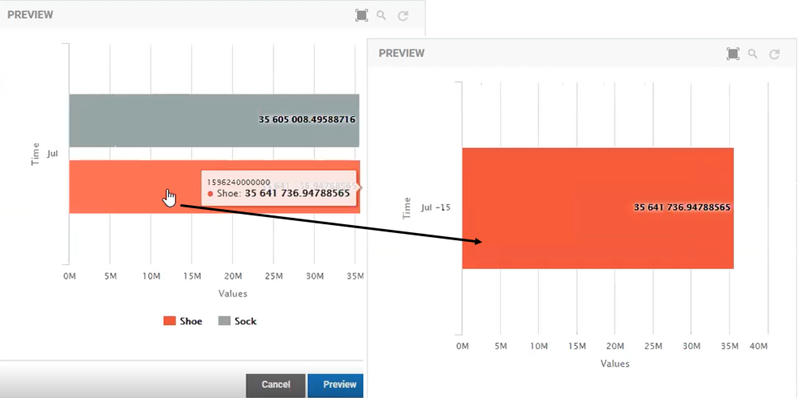 PREVIEW
35 605 008.49588716
Jul
Time
1596240000000
Shoe: 35 641 736.94788565
0M 5M 10M 15M 20M 25M 30M 35M
Values
Shoe Sock
Cancel Preview
PREVIEW
Time
Jul -15
35 641 736.94788565
0M 5M 10M 15M 20M 25M 30M 35M 40M
Values